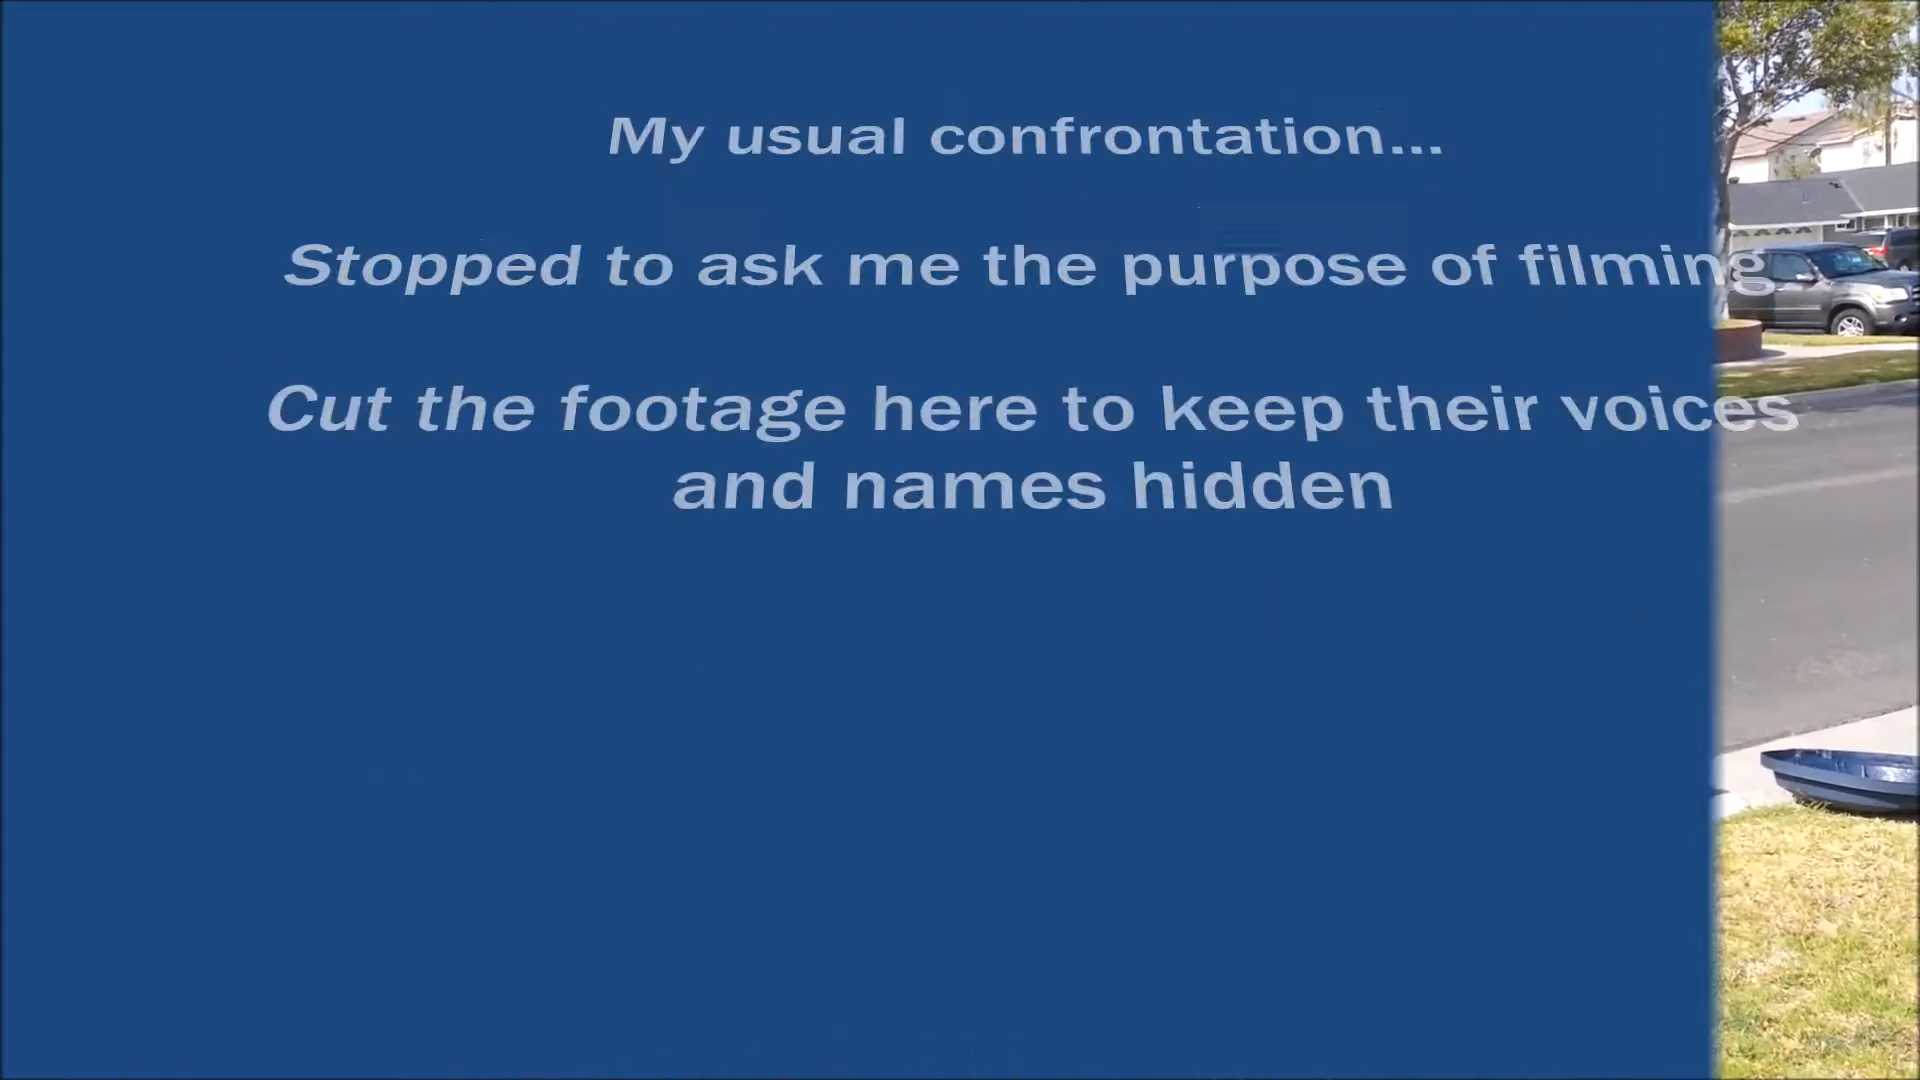 My usual confrontation...
Stopped to ask me the purpose of filming
Cut the footage here to keep their voices
and names hidden